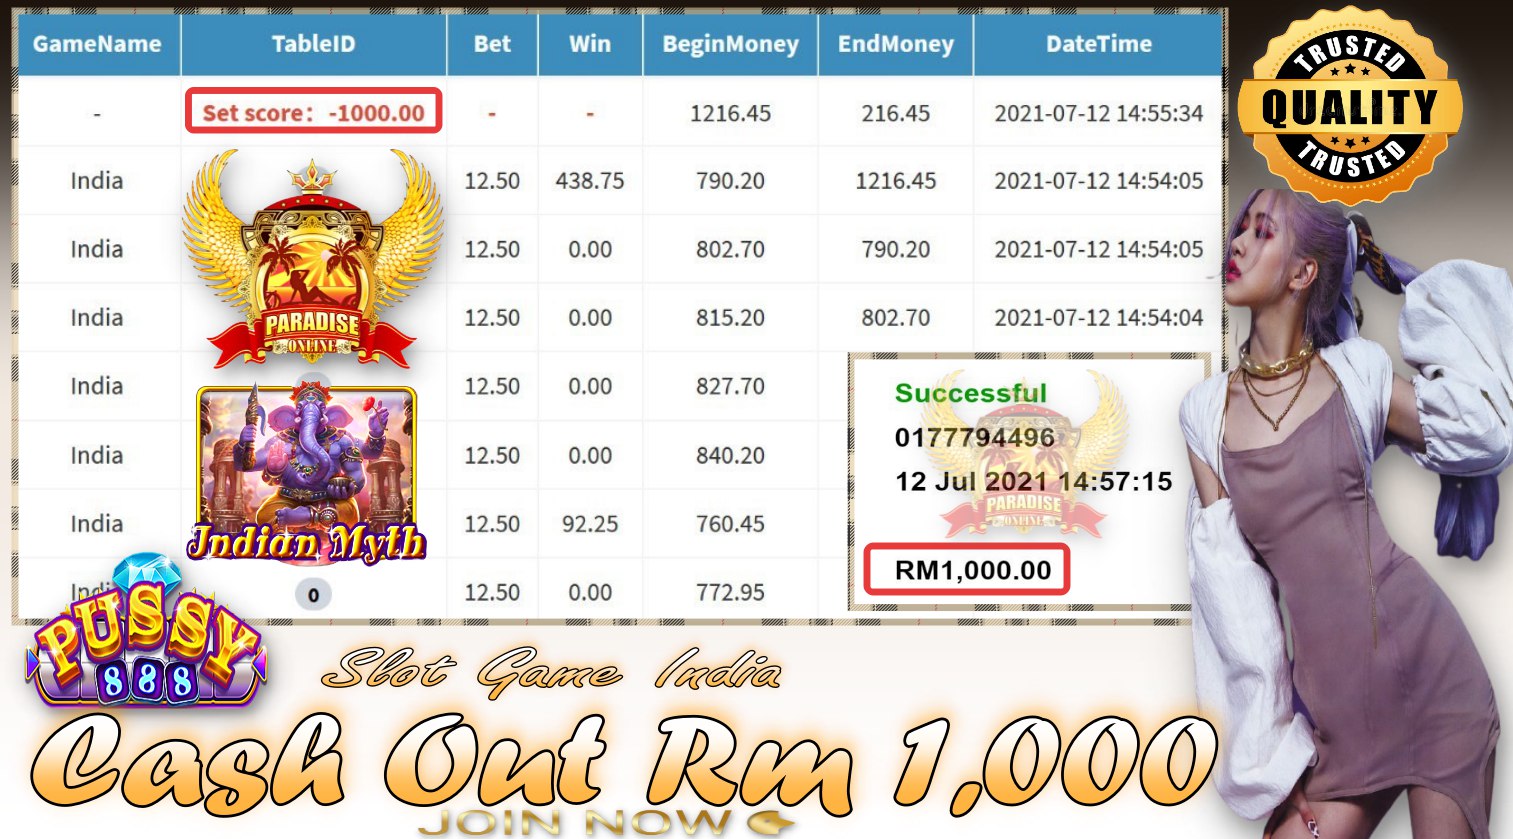 GameName TableID Bet Win BeginMoney EndMoney DateTime
- Set score: -1000.00 - - 1216.45 216.45 2021-07-12 14:55:34
India 12.50 438.75 790.20 1216.45 2021-07-12 14:54:05
India 12.50 0.00 802.70 790.20 2021-07-12 14:54:05
India 12.50 0.00 815.20 802.70 2021-07-12 14:54:04
India 12.50 0.00 827.70
India 12.50 0.00 840.20
India 12.50 92.25 760.45
0 12.50 0.00 772.95
TRUSTED
QUALITY
TRUSTED
PARADISE
ONLINE
Indian Myth
Successful
0177794496
12 Jul 2021 14:57:15
PARADISE
ONLINE
RM1,000.00
PUSSY
888
Slot Game India
Cash Out Rm 1,000
JOIN NOW